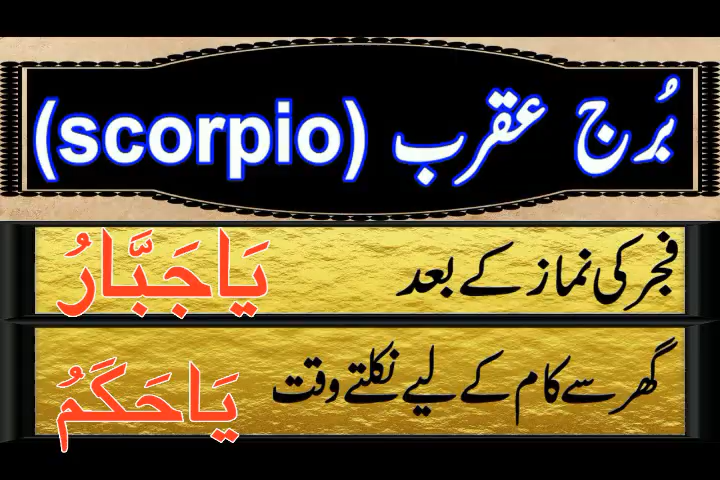 بُرج عقرب (scorpio)
فجر کی نماز کے بعد يَاجَبَّارُ
گھر سے کام کے لیے نکلتے وقت يَاحَكَمُ